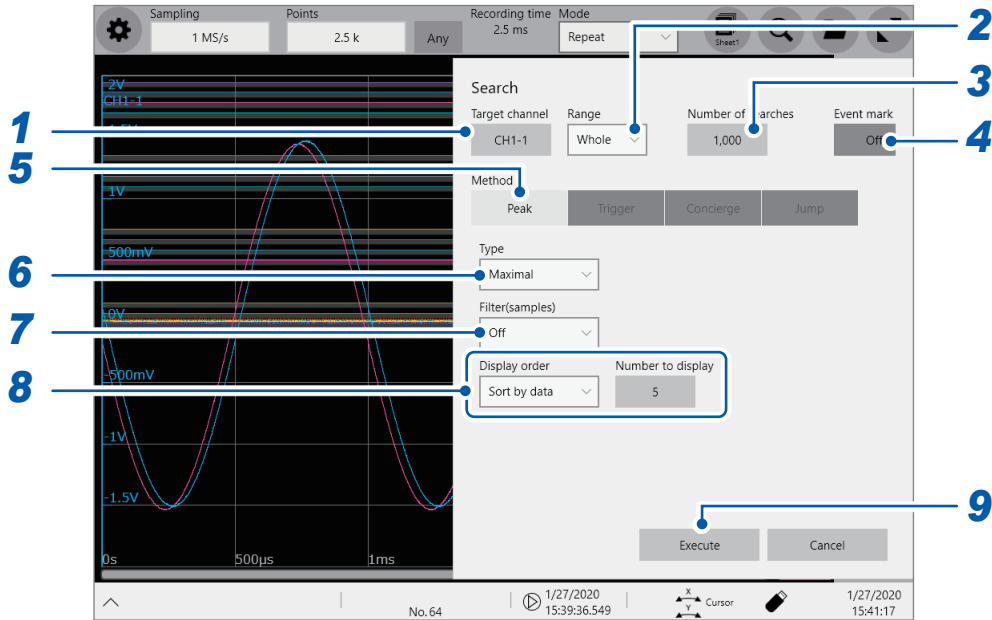 Sampling
1 MS/s
Points
2.5 k
Any
Recording time
2.5 ms
Mode
Repeat
Sheet1
2
2V
CH1-1
1V
500mV
0V
-500mV
-1V
-1.5V
0s
500µs
1ms
Search
Target channel
Range
Number of searches
Event mark
CH1-1
Whole
1,000
Off
1
3
4
5
Method
Peak
Trigger
Concierge
Jump
Type
6
Maximal
Filter(samples)
7
Off
Display order
Number to display
8
Sort by data
5
9
Execute
Cancel
No. 64
1/27/2020
15:39:36.549
X
Y
Cursor
1/27/2020
15:41:17